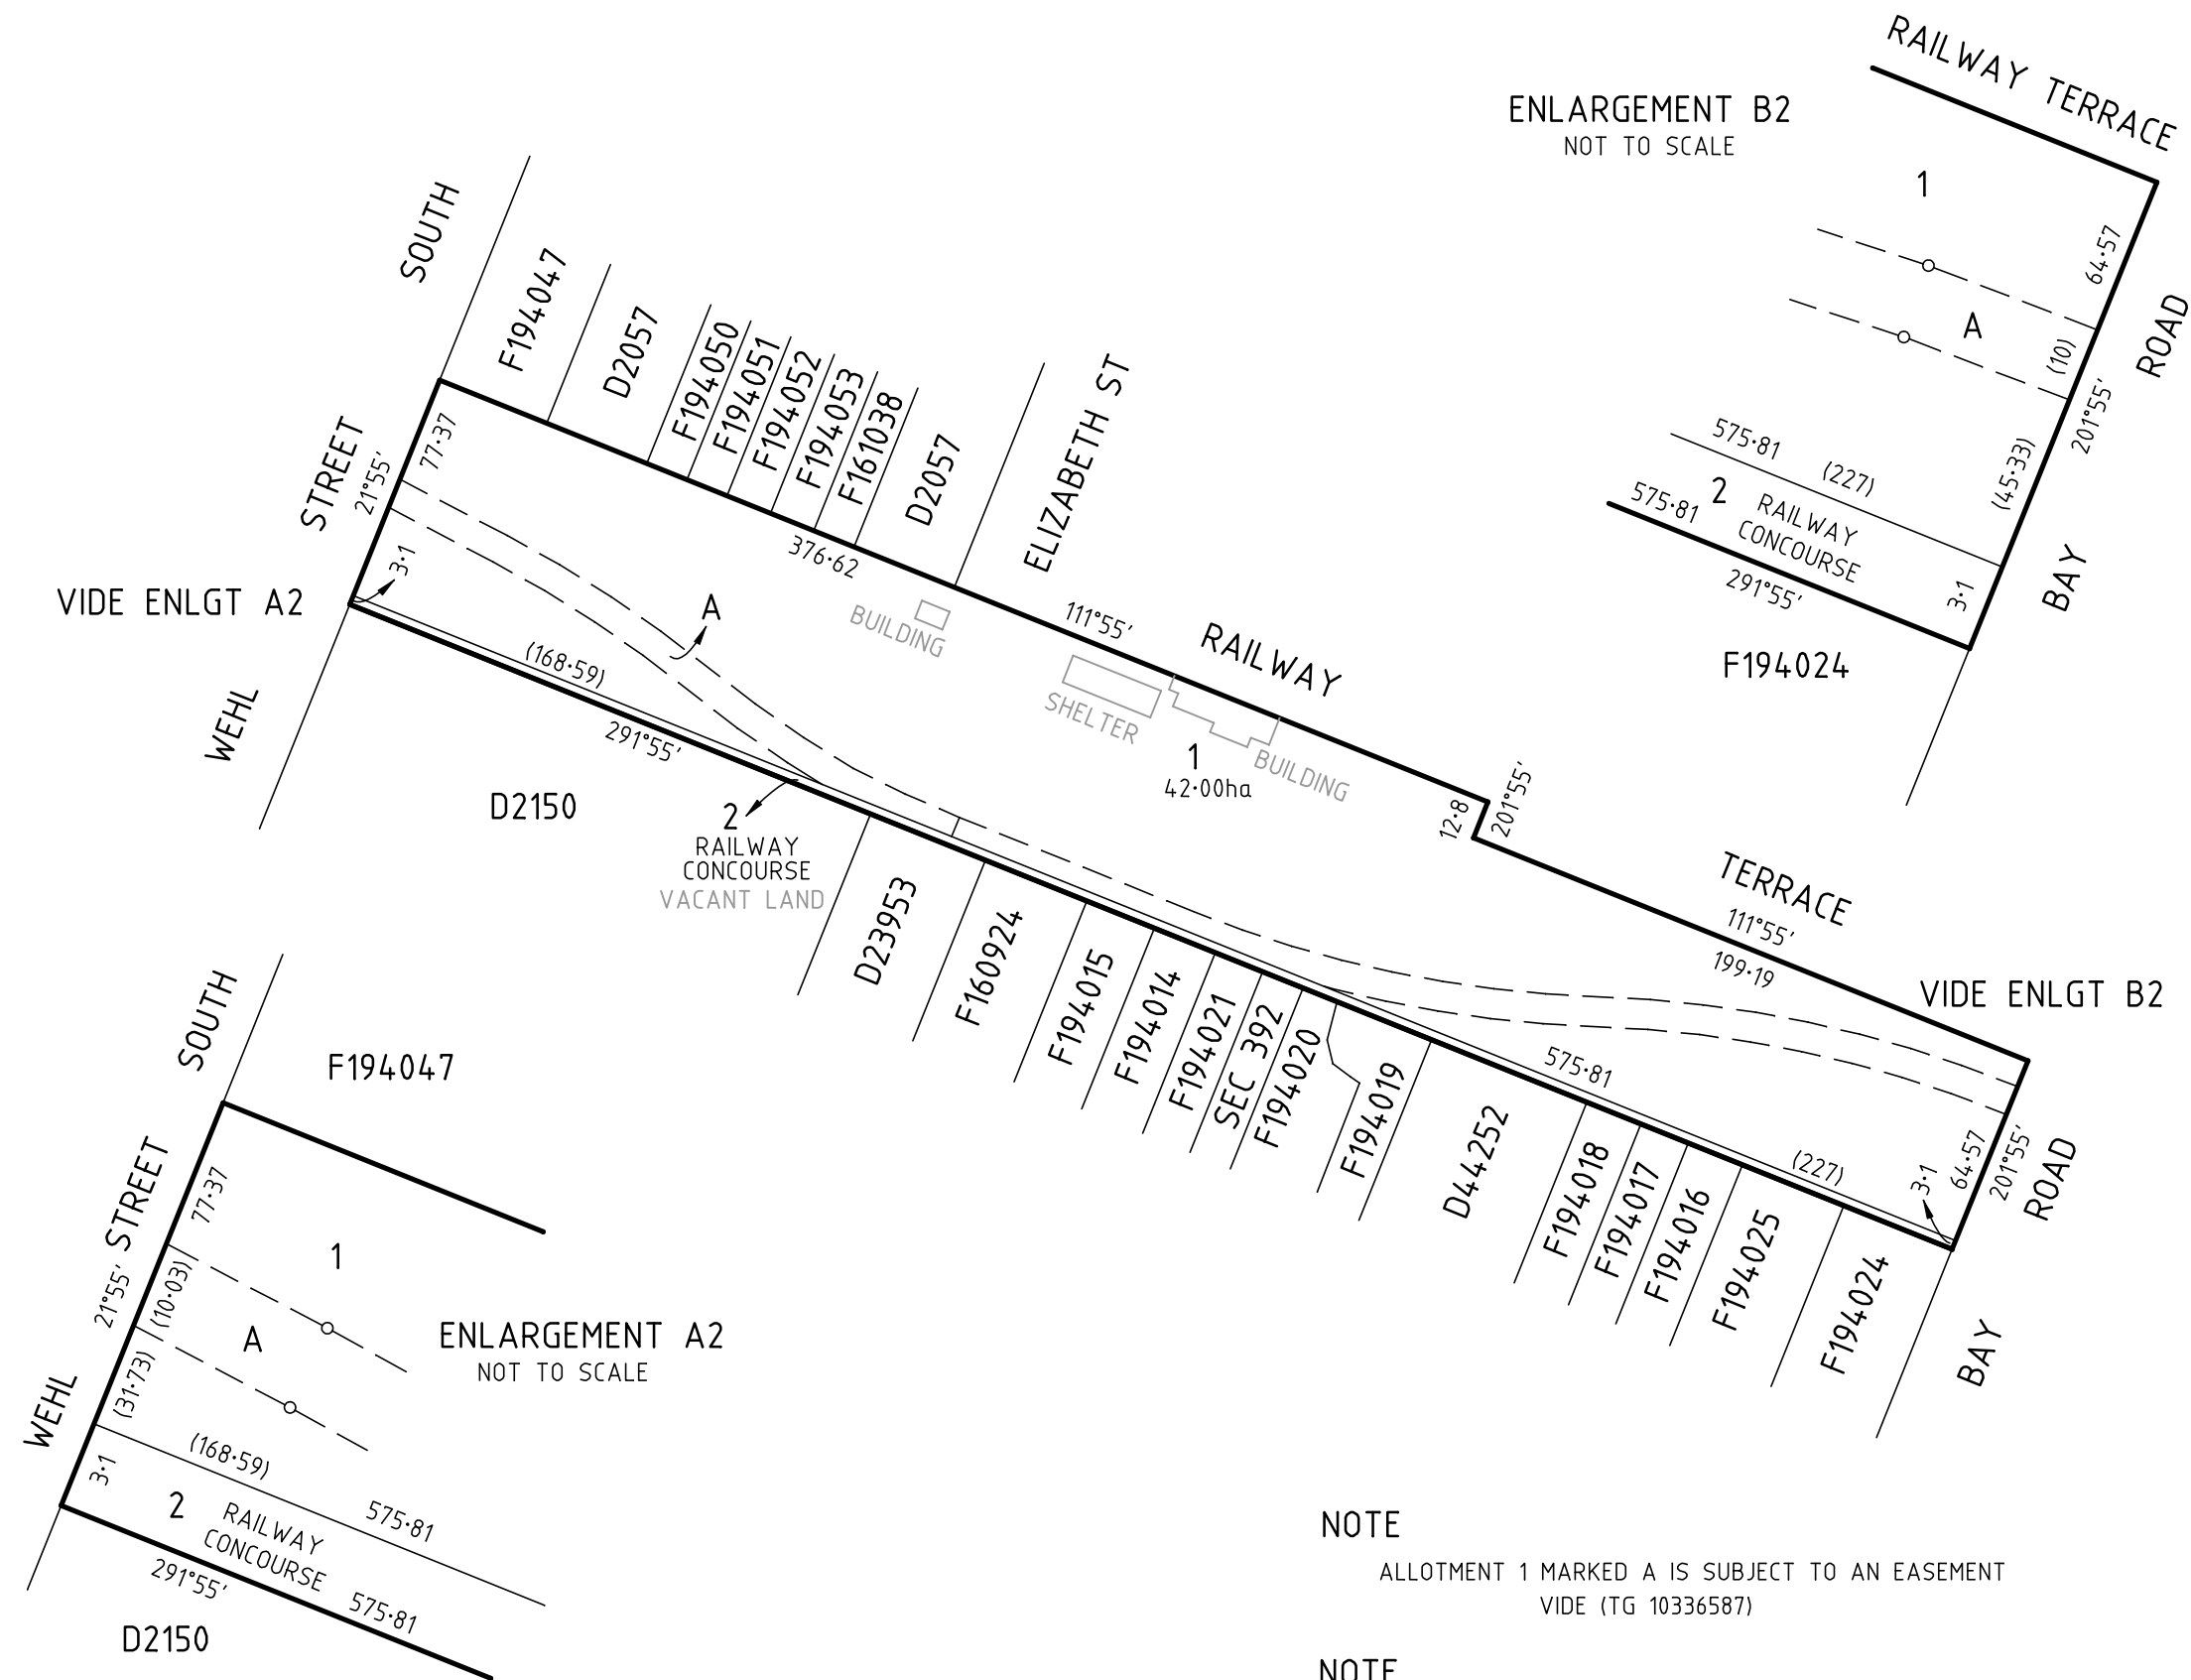 RAILWAY TERRACE
ENLARGEMENT B2
NOT TO SCALE
1
64·57
ROAD
A
(10)
201°55'
575·81
(227)
(45·33)
2
RAILWAY
CONCOURSE
575·81
291°55'
3·1
BAY
F194024
SOUTH
STREET
21°55'
77·37
3·1
VIDE ENLGT A2
WEHL
F194047
D2057
F194050
F194051
F194052
F194053
F161038
D2057
ELIZABETH ST
376·62
111°55'
RAILWAY
A
BUILDING
SHELTER
BUILDING
1
42·00ha
12·8
201°55'
TERRACE
111°55'
199·19
VIDE ENLGT B2
(168·59)
291°55'
D2150
2
RAILWAY
CONCOURSE
VACANT LAND
D23953
F160924
F194015
F194014
F194021
SEC 392
F194020
F194019
D44252
F194018
F194017
F194016
F194025
F194024
575·81
(227)
3·1
64·57
201°55'
ROAD
BAY
SOUTH
F194047
STREET
77·37
1
21°55'
(10·03)
A
ENLARGEMENT A2
NOT TO SCALE
(31·73)
WEHL
(168·59)
575·81
3·1
2
RAILWAY
CONCOURSE
291°55'
575·81
D2150
NOTE
ALLOTMENT 1 MARKED A IS SUBJECT TO AN EASEMENT
VIDE (TG 10336587)
NOTE